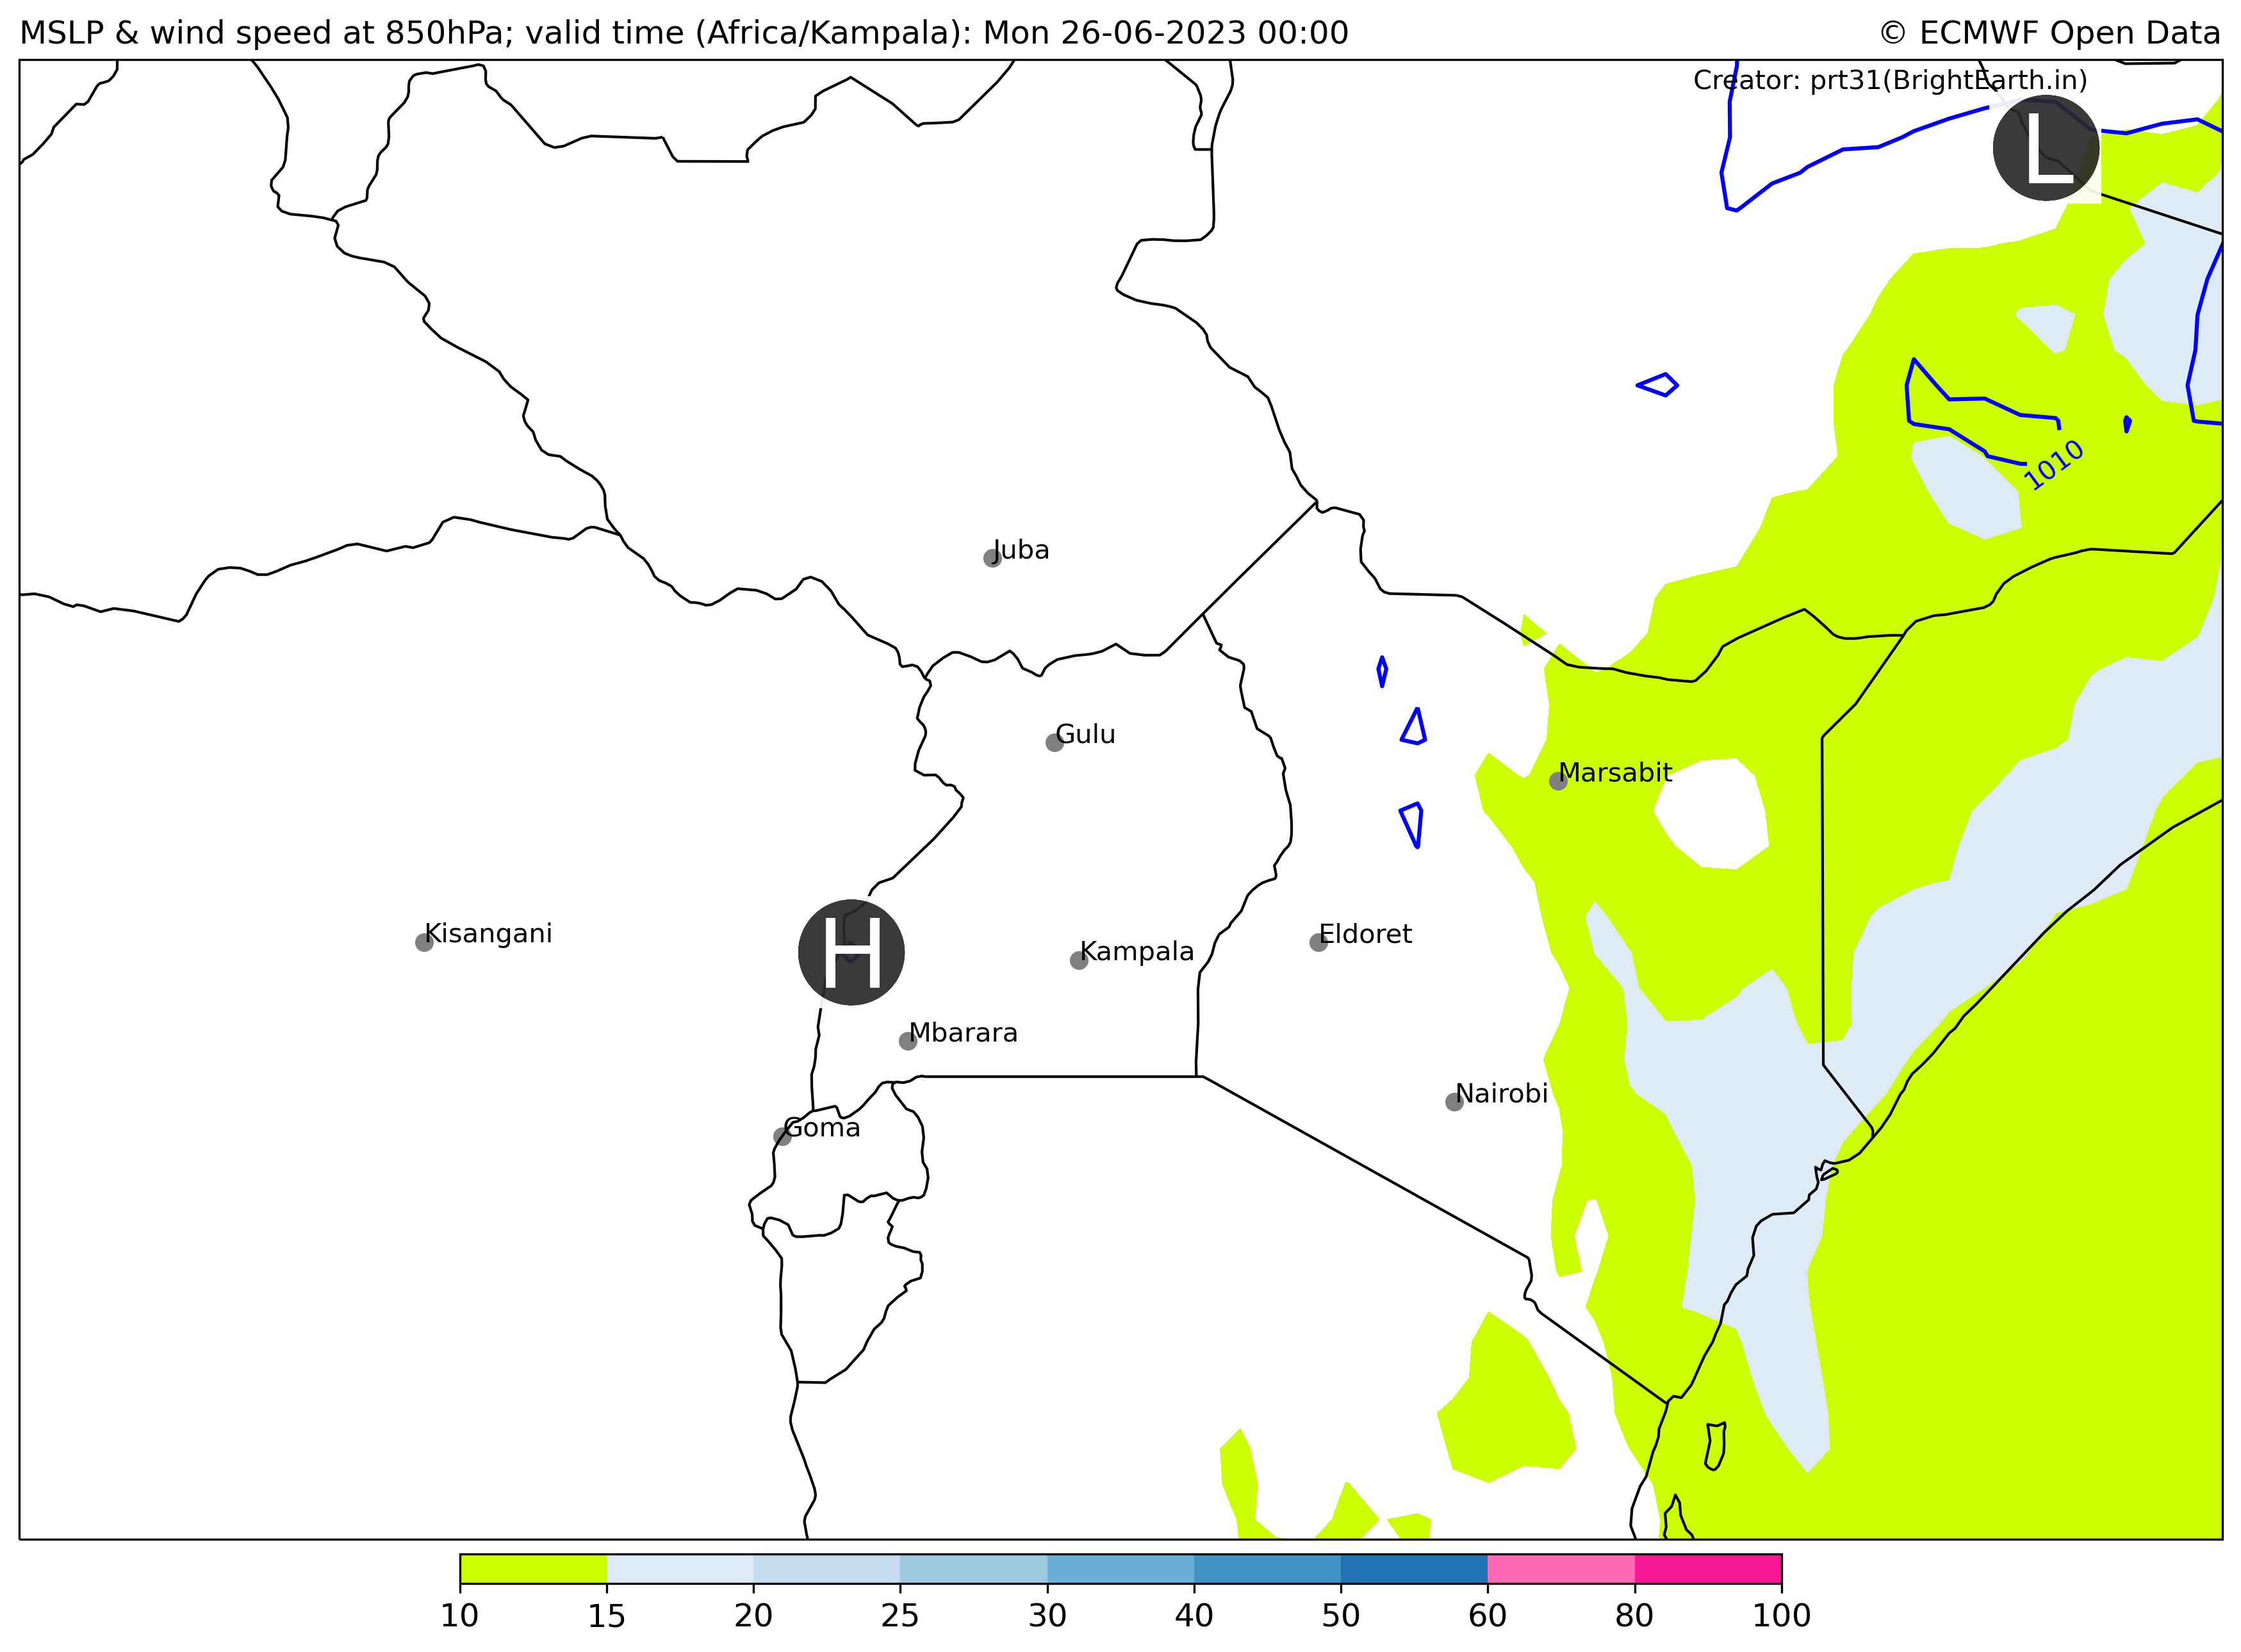 MSLP & wind speed at 850hPa; valid time (Africa/Kampala): Mon 26-06-2023 00:00
© ECMWF Open Data
Creator: prt31(BrightEarth.in)
L
1010
Juba
Gulu
Marsabit
Kisangani
H
Kampala
Eldoret
Mbarara
Nairobi
Goma
10 15 20 25 30 40 50 60 80 100